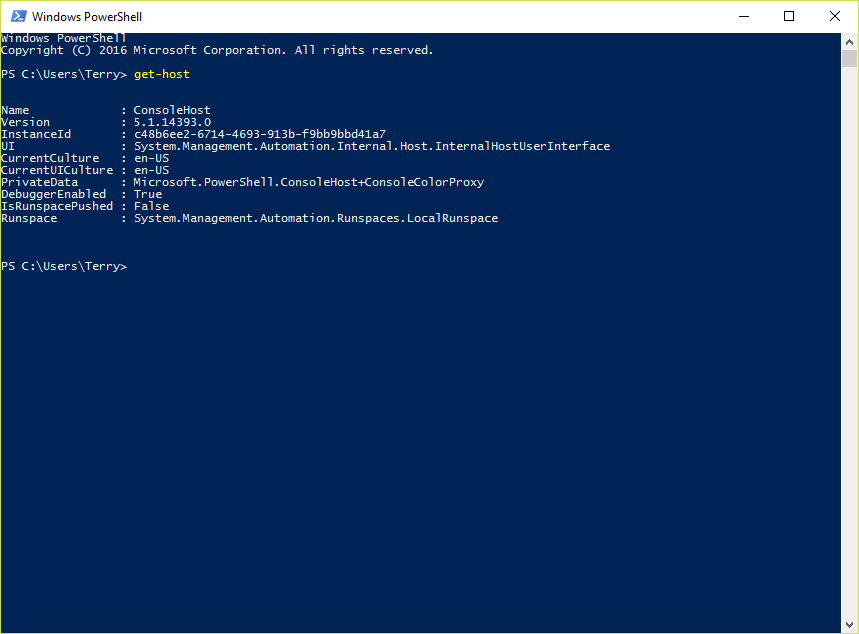 Windows PowerShell
Windows PowerShell
Copyright (C) 2016 Microsoft Corporation. All rights reserved.
PS C:\Users\Terry> get-host
Name             : ConsoleHost
Version          : 5.1.14393.0
InstanceId       : c48b6ee2-6714-4693-913b-f9bb9bbd41a7
UI               : System.Management.Automation.Internal.Host.InternalHostUserInterface
CurrentCulture   : en-US
CurrentUICulture : en-US
PrivateData      : Microsoft.PowerShell.ConsoleHost+ConsoleColorProxy
DebuggerEnabled  : True
IsRunspacePushed : False
Runspace         : System.Management.Automation.Runspaces.LocalRunspace
PS C:\Users\Terry>